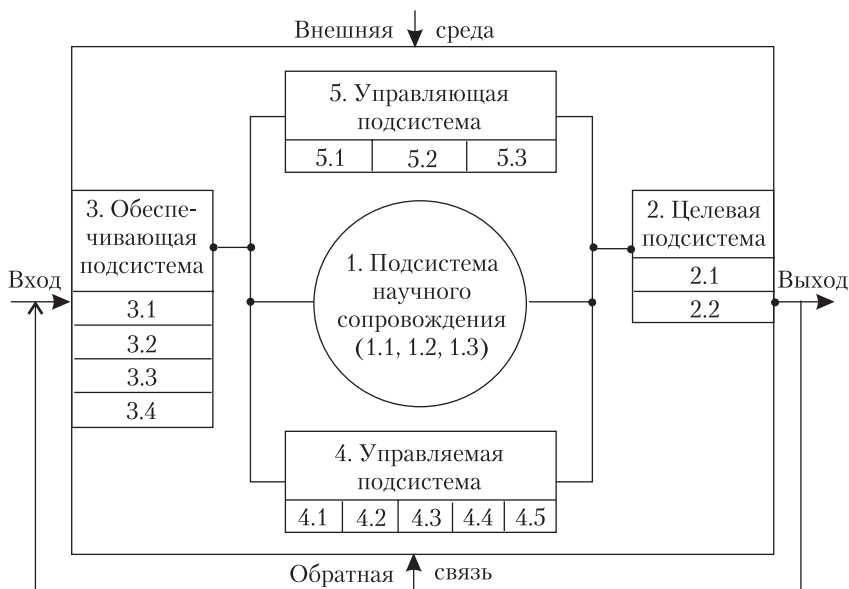 Внешняя среда
5. Управляющая
подсистема
5.1 5.2 5.3
3. Обеспе-
чивающая
подсистема
3.1
3.2
3.3
3.4
Вход
1. Подсистема
научного
сопровождения
(1.1, 1.2, 1.3)
2. Целевая
подсистема
2.1
2.2
Выход
4. Управляемая
подсистема
4.1 4.2 4.3 4.4 4.5
Обратная связь